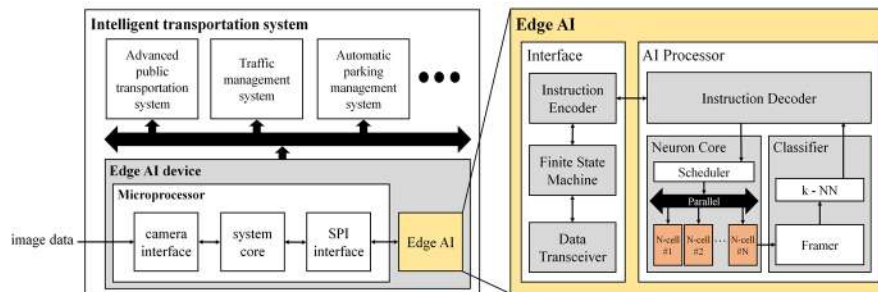 Intelligent transportation system
Advanced
public
transportation
system
Traffic
management
system
Automatic
parking
management
system
Edge AI device
Microprocessor
image data
camera
interface
system
core
SPI
interface
Edge AI
Edge AI
Interface
Instruction
Encoder
Finite State
Machine
Data
Transceiver
AI Processor
Instruction Decoder
Neuron Core
Scheduler
Parallel
N-cell
#1
N-cell
#2
...
N-cell
#N
Classifier
k - NN
Framer